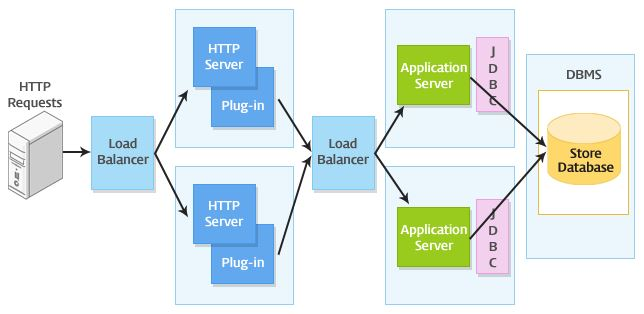 HTTP
Requests
Load
Balancer
HTTP
Server
Plug-in
HTTP
Server
Plug-in
Load
Balancer
Application
Server
J
D
B
C
Application
Server
J
D
B
C
DBMS
Store
Database